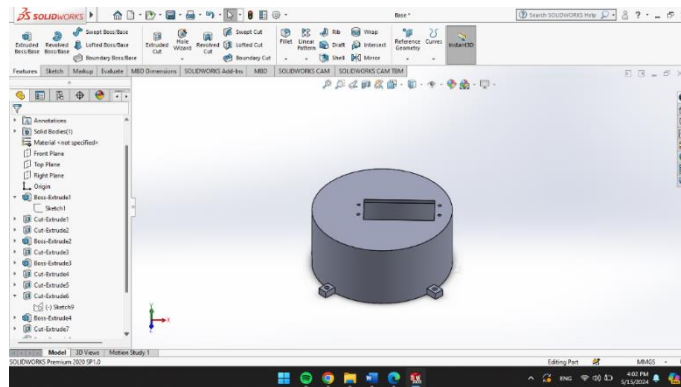 SOLIDWORKS
Base *
Search SOLIDWORKS Help
Extruded Boss/Base
Revolved Boss/Base
Swept Boss/Base
Lofted Boss/Base
Boundary Boss/Base
Extruded Cut
Hole Wizard
Revolved Cut
Swept Cut
Lofted Cut
Boundary Cut
Fillet
Linear Pattern
Rib
Draft
Shell
Wrap
Intersect
Mirror
Reference Geometry
Curves
Instant3D
Features
Sketch
Markup
Evaluate
MBD Dimensions
SOLIDWORKS Add-Ins
MBD
SOLIDWORKS CAM
SOLIDWORKS CAM TBM
Annotations
Solid Bodies(1)
Material <not specified>
Front Plane
Top Plane
Right Plane
Origin
Boss-Extrude1
Sketch1
Cut-Extrude1
Cut-Extrude2
Boss-Extrude2
Cut-Extrude3
Boss-Extrude3
Cut-Extrude4
Cut-Extrude5
Cut-Extrude6
(-) Sketch9
Boss-Extrude4
Cut-Extrude7
Model
3D Views
Motion Study 1
SOLIDWORKS Premium 2020 SP1.0
Editing Part
MMGS
ENG
4:02 PM
5/15/2024